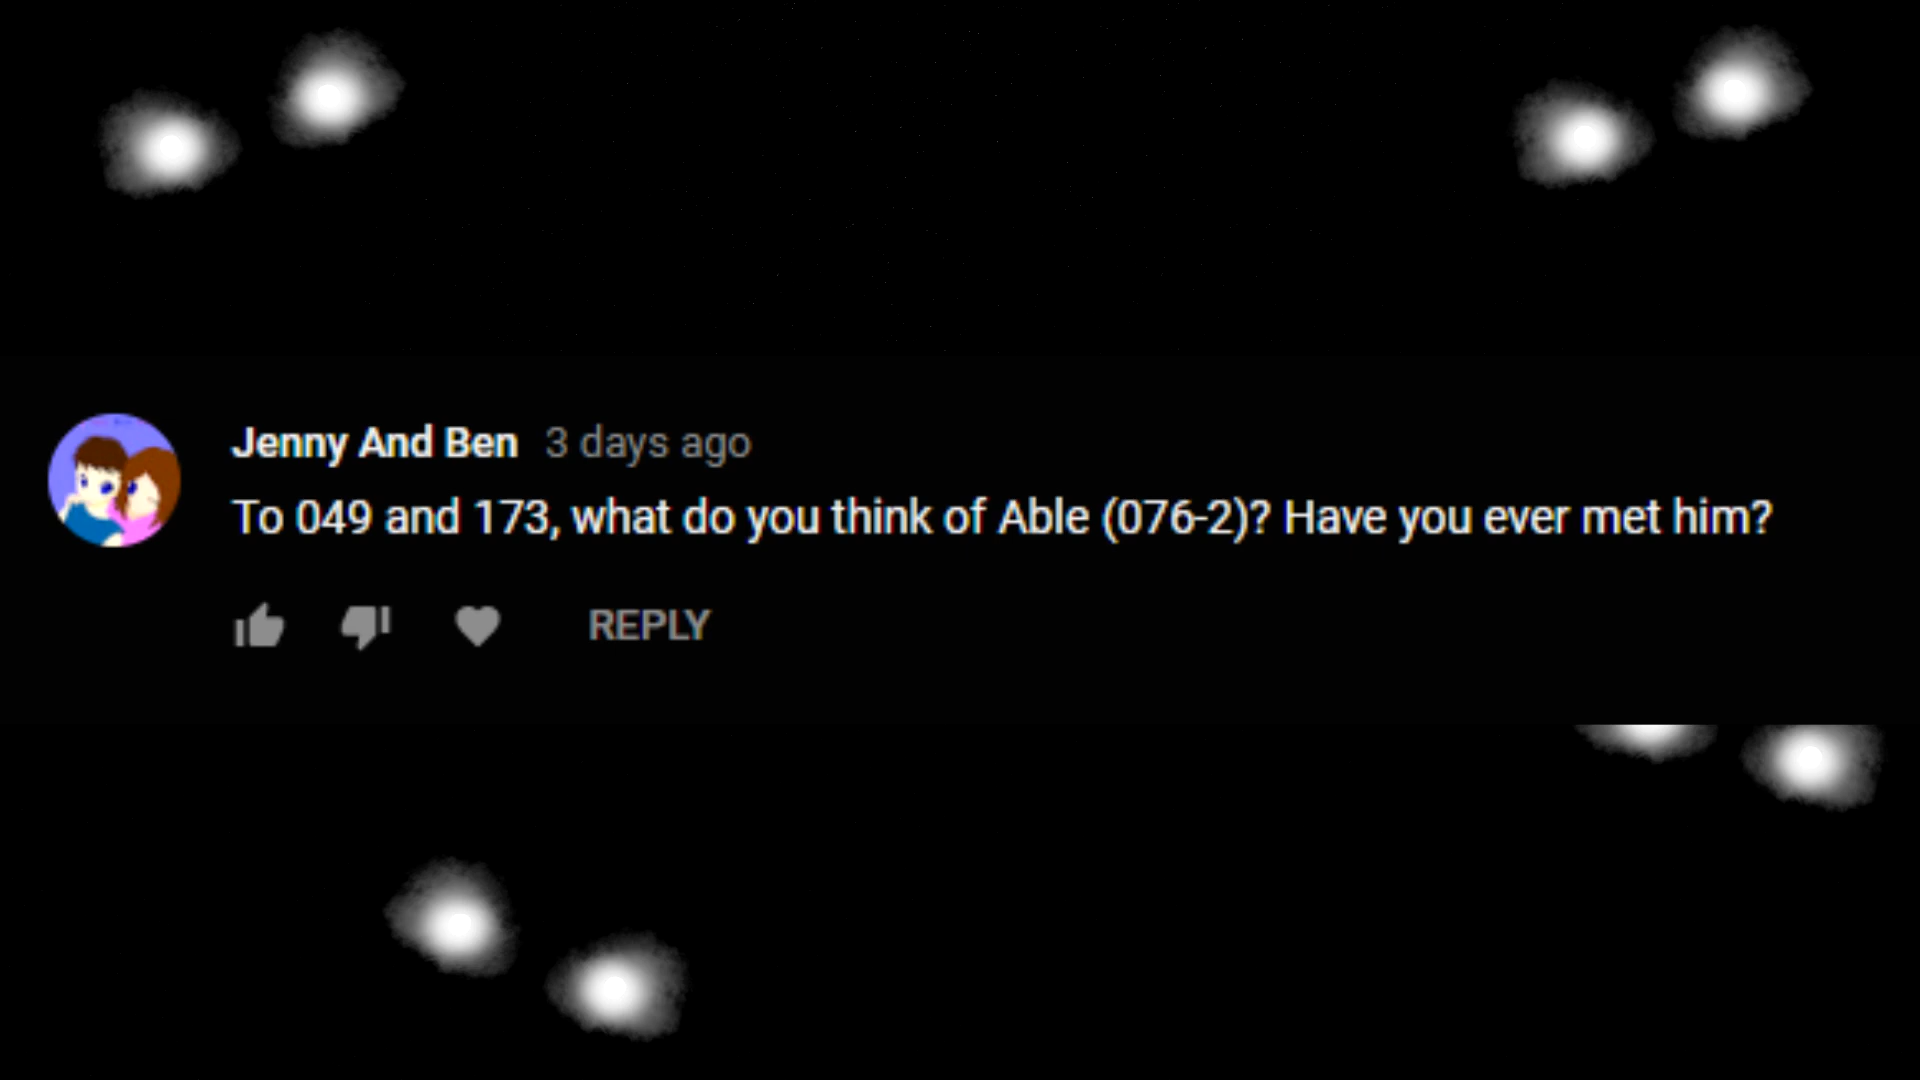 Jenny And Ben 3 days ago
To 049 and 173, what do you think of Able (076-2)? Have you ever met him?
REPLY